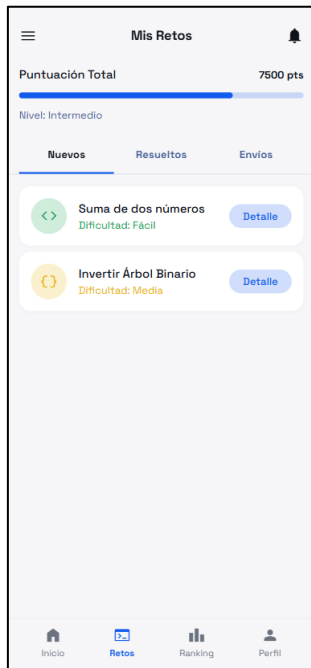 Mis Retos
Puntuación Total 7500 pts
Nivel: Intermedio
Nuevos Resueltos Envíos
Suma de dos números
Dificultad: Fácil
Detalle
Invertir Árbol Binario
Dificultad: Media
Detalle
Inicio Retos Ranking Perfil